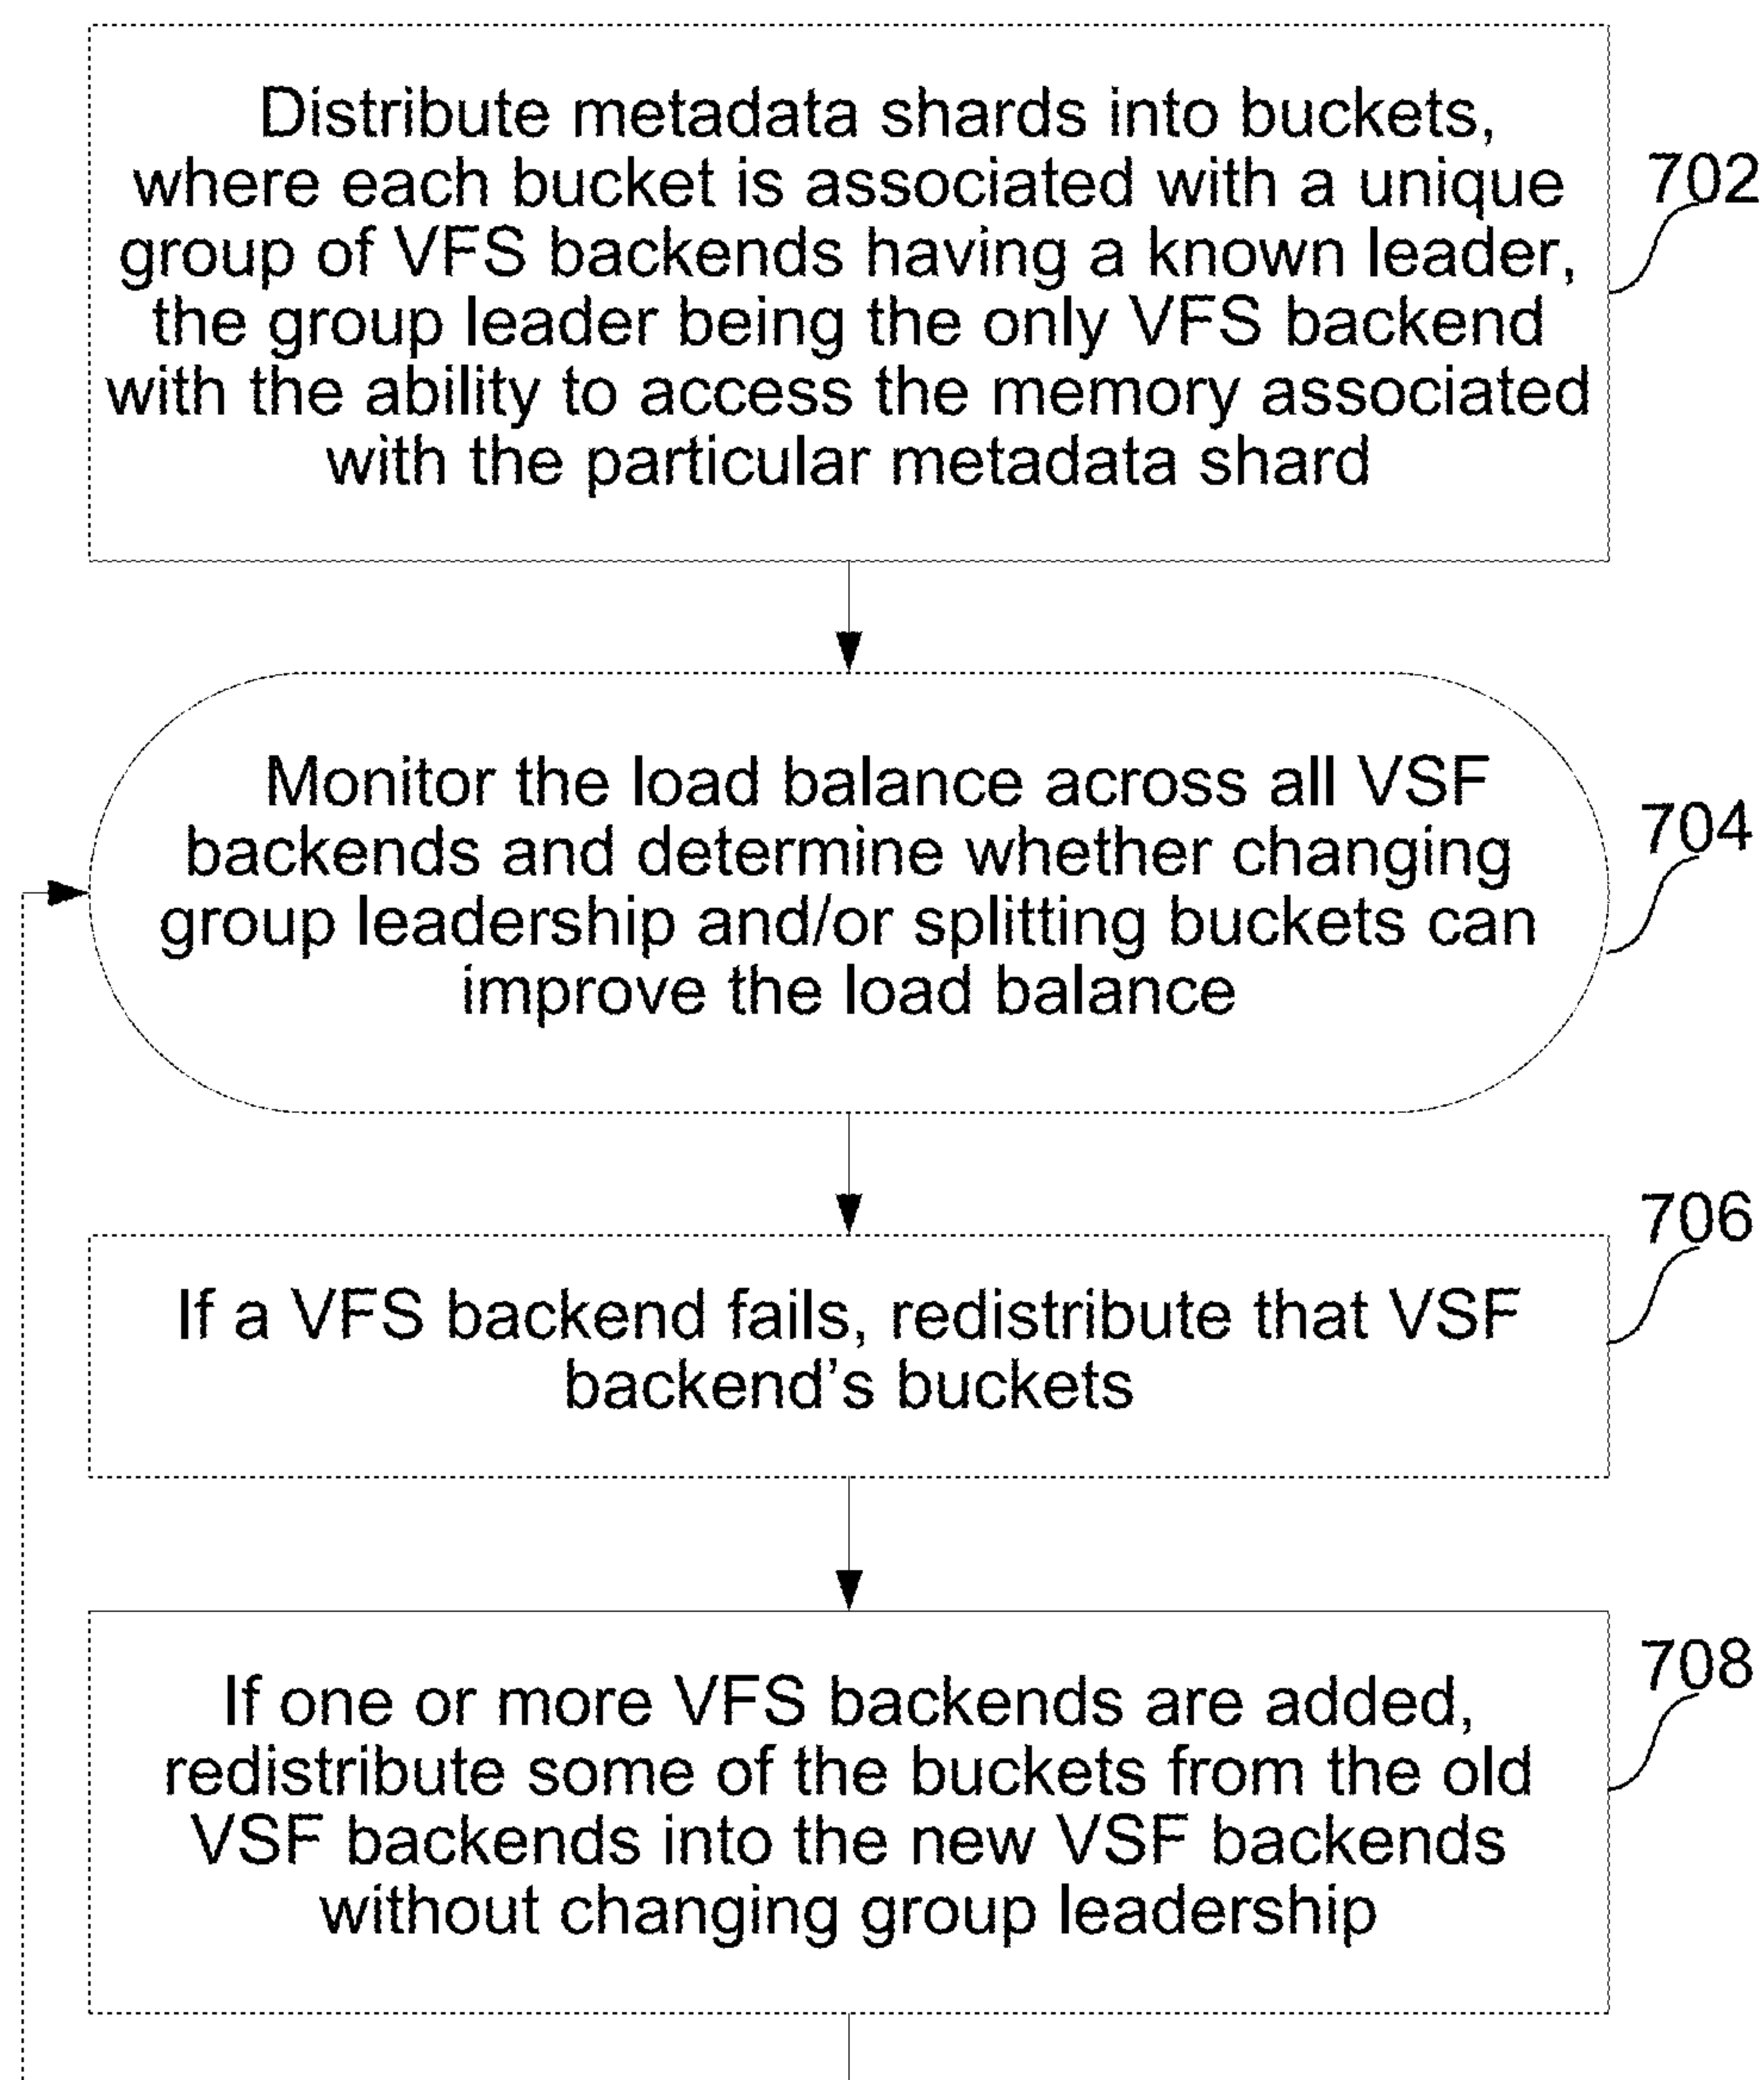 Distribute metadata shards into buckets,
where each bucket is associated with a unique
group of VFS backends having a known leader,
the group leader being the only VFS backend
with the ability to access the memory associated
with the particular metadata shard
702
Monitor the load balance across all VSF
backends and determine whether changing
group leadership and/or splitting buckets can
improve the load balance
704
If a VFS backend fails, redistribute that VSF
backend’s buckets
706
If one or more VFS backends are added,
redistribute some of the buckets from the old
VSF backends into the new VSF backends
without changing group leadership
708